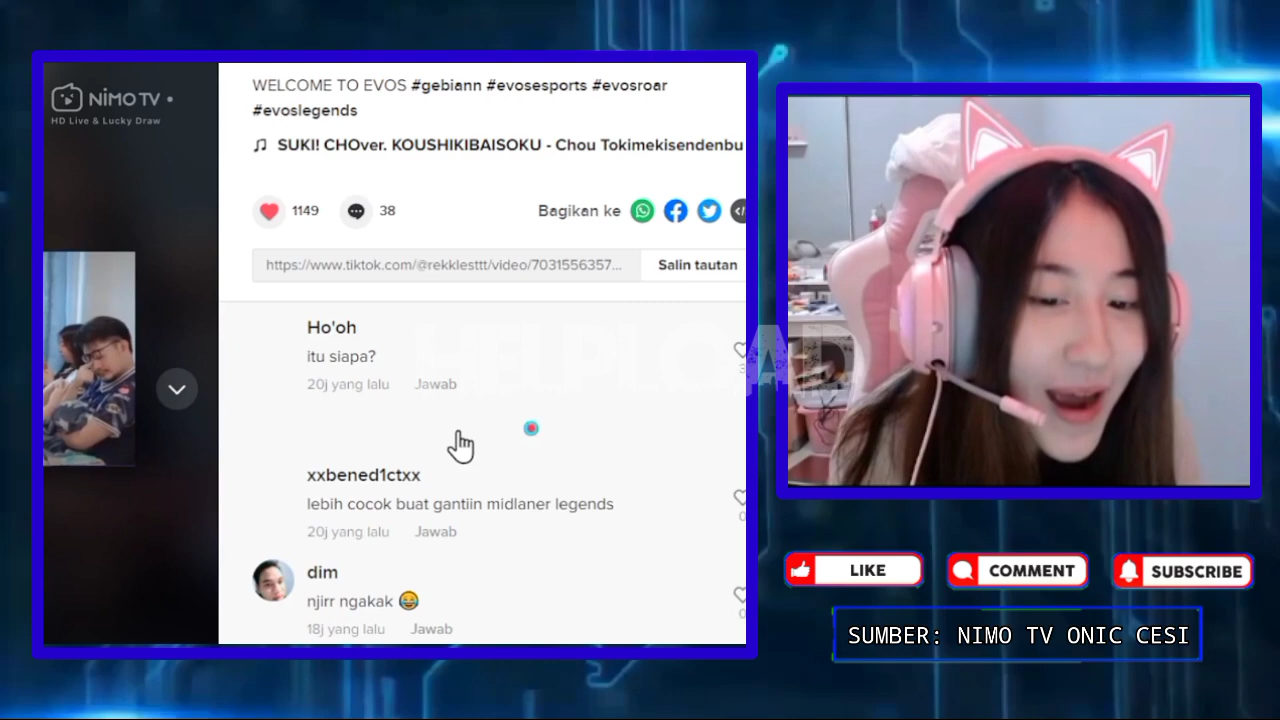 NIMO TV
HD Live & Lucky Draw
WELCOME TO EVOS #gebiann #evosesports #evosroar
#evoslegends
SUKI! CHOver. KOUSHIKIBAISOKU - Chou Tokimekisendenbu
1149
38
Bagikan ke
https://www.tiktok.com/@rekklesttt/video/7031556357...
Salin tautan
Ho'oh
itu siapa?
20j yang lalu Jawab
HELPLOAD
xxbened1ctxx
lebih cocok buat gantiin midlaner legends
0
20j yang lalu Jawab
dim
njirr ngakak 😂
0
18j yang lalu Jawab
LIKE
COMMENT
SUBSCRIBE
SUMBER: NIMO TV ONIC CESI